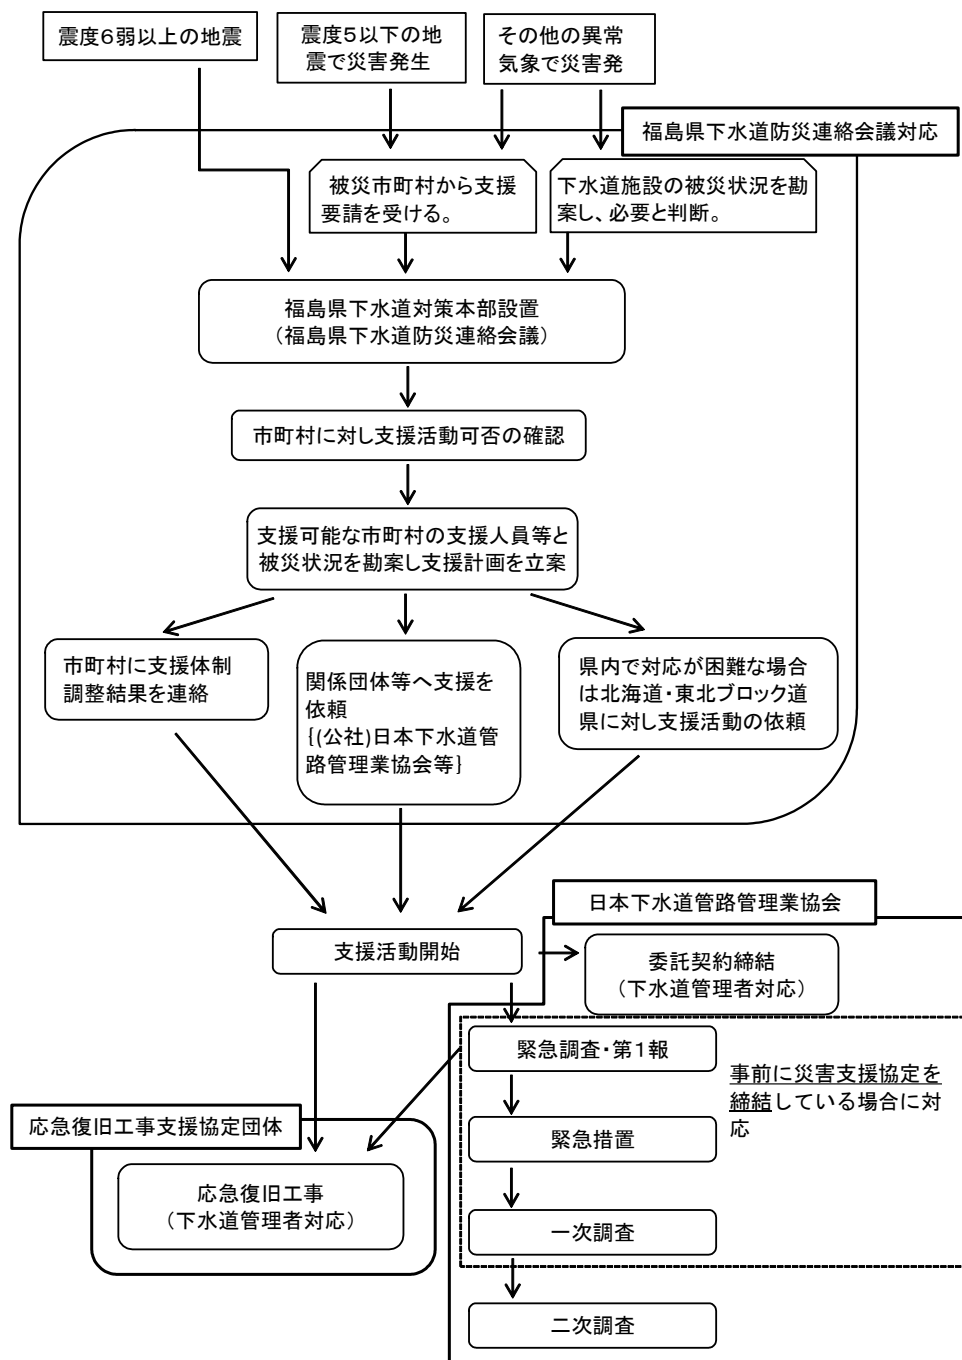 震度6弱以上の地震
震度5以下の地
震で災害発生
その他の異常
気象で災害発
福島県下水道防災連絡会議対応
被災市町村から支援
要請を受ける。
下水道施設の被災状況を勘
案し、必要と判断。
福島県下水道対策本部設置
（福島県下水道防災連絡会議）
市町村に対し支援活動可否の確認
支援可能な市町村の支援人員等と
被災状況を勘案し支援計画を立案
市町村に支援体制
調整結果を連絡
関係団体等へ支援を
依頼
{(公社)日本下水道管
路管理業協会等}
県内で対応が困難な場合
は北海道・東北ブロック道
県に対し支援活動の依頼
日本下水道管路管理業協会
支援活動開始
委託契約締結
（下水道管理者対応）
緊急調査・第1報
事前に災害支援協定を
締結している場合に対
応
緊急措置
応急復旧工事支援協定団体
応急復旧工事
（下水道管理者対応）
一次調査
二次調査